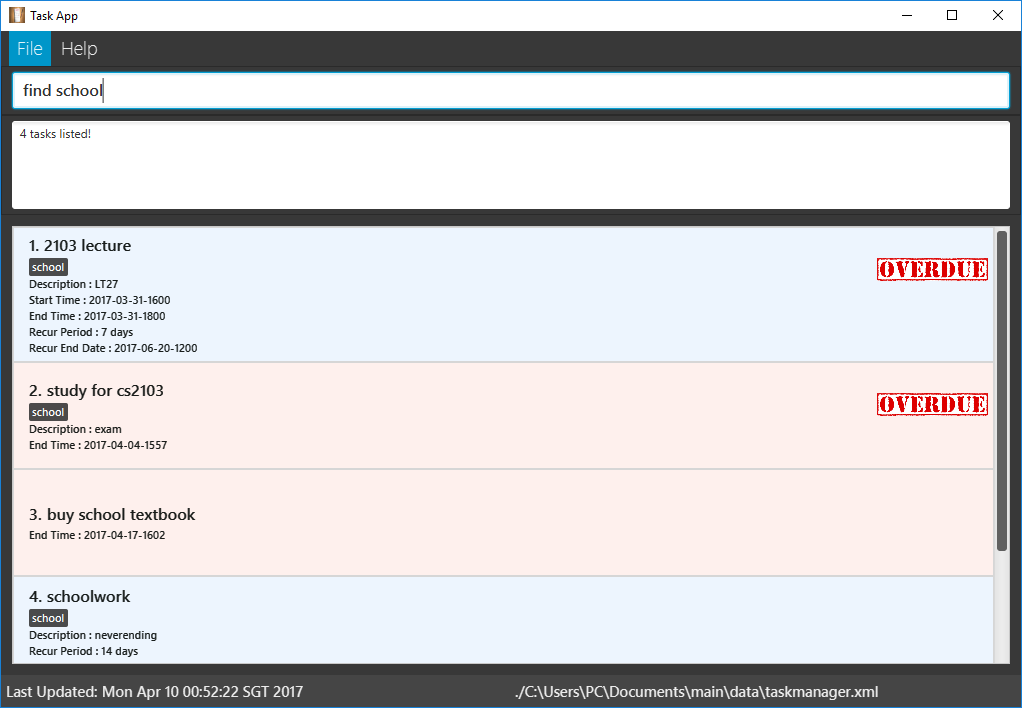 Task App
File Help
find school
4 tasks listed!
1. 2103 lecture
school
OVERDUE
Description : LT27
Start Time : 2017-03-31-1600
End Time : 2017-03-31-1800
Recur Period : 7 days
Recur End Date : 2017-06-20-1200
2. study for cs2103
school
OVERDUE
Description : exam
End Time : 2017-04-04-1557
3. buy school textbook
End Time : 2017-04-17-1602
4. schoolwork
school
Description : neverending
Recur Period : 14 days
Last Updated: Mon Apr 10 00:52:22 SGT 2017 ./C:\Users\PC\Documents\main\data\taskmanager.xml